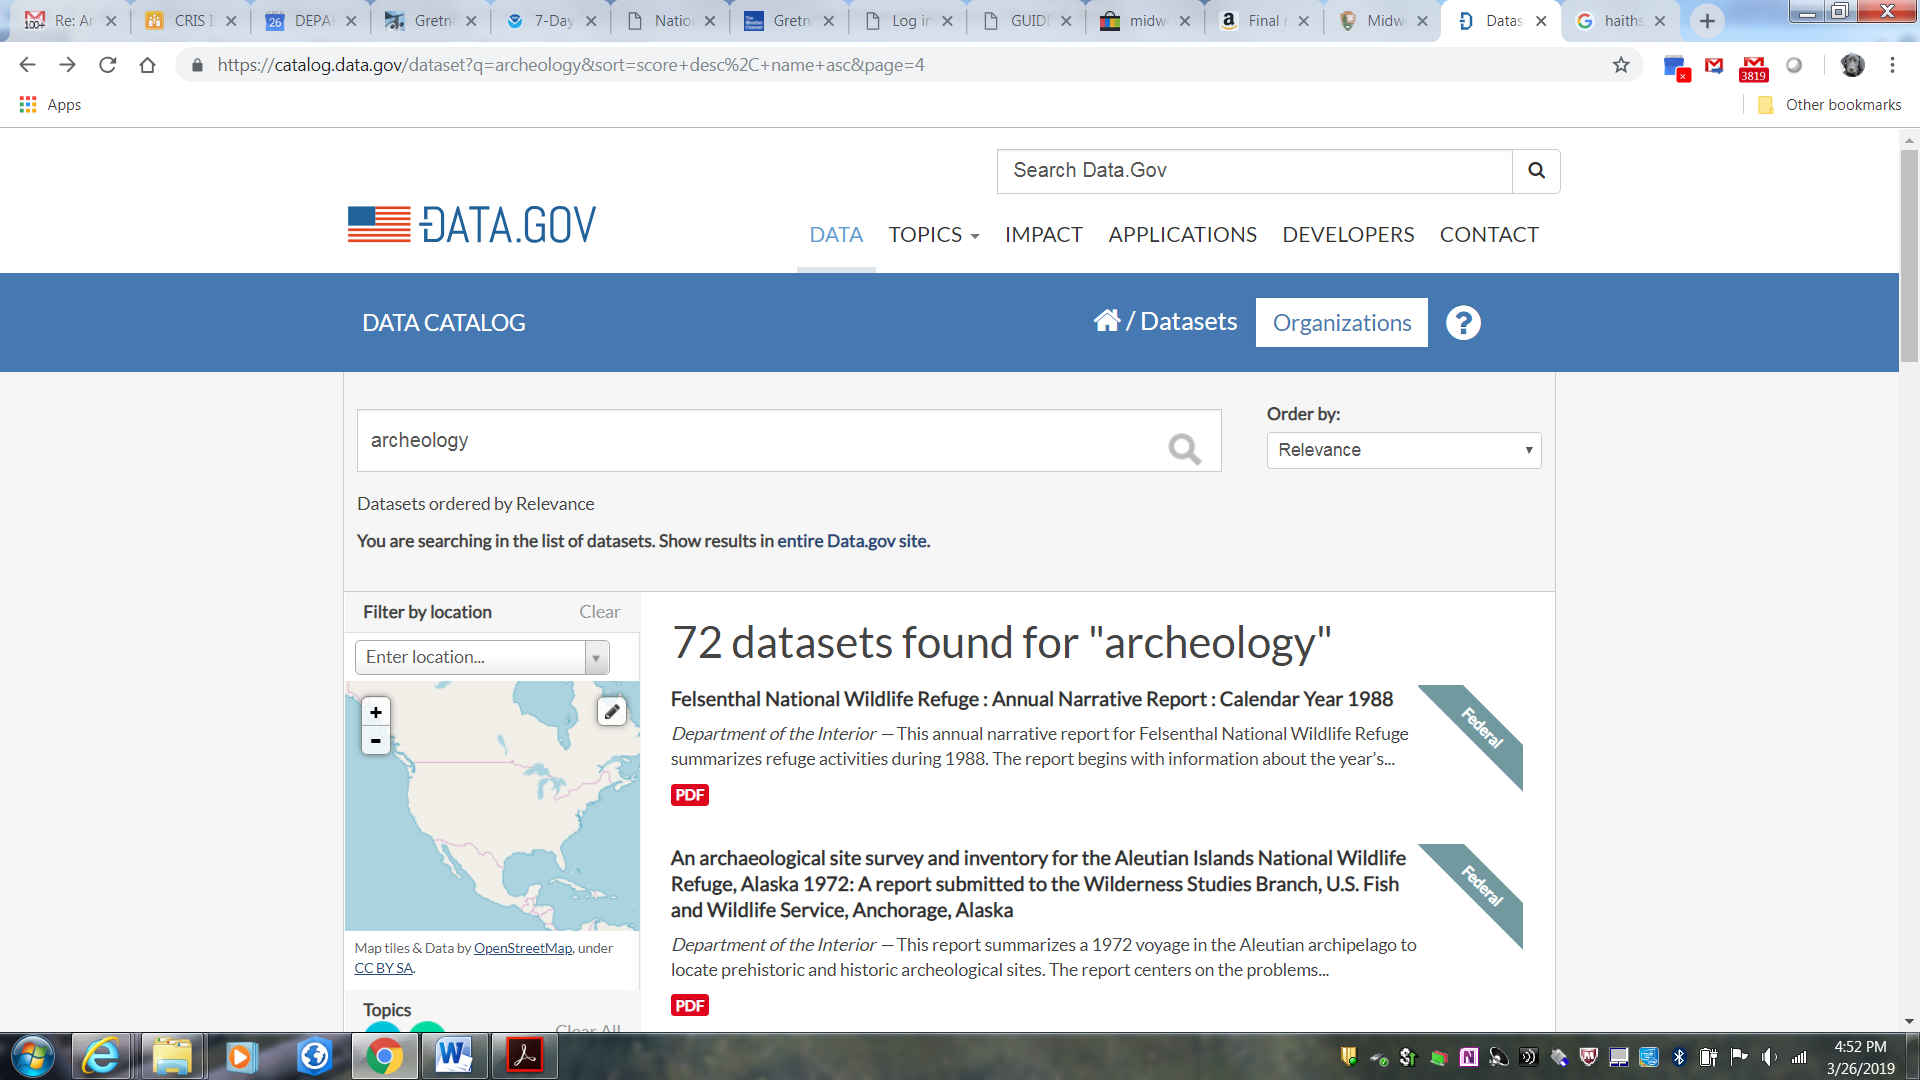 100+ Re: Ar
CRIS I
26 DEPAR
Gretna
7-Day
Natio
Gretna
Log in
GUIDE
midwe
Final r
Midwe
Datas
haiths
https://catalog.data.gov/dataset?q=archeology&sort=score+desc%2C+name+asc&page=4
3819
Apps
Other bookmarks
Search Data.Gov
DATA.GOV
DATA TOPICS IMPACT APPLICATIONS DEVELOPERS CONTACT
DATA CATALOG
/ Datasets
Organizations
?
archeology
Order by:
Relevance
Datasets ordered by Relevance
You are searching in the list of datasets. Show results in entire Data.gov site.
Filter by location Clear
Enter location...
+
-
Map tiles & Data by OpenStreetMap, under
CC BY SA.
Topics
Clear All
72 datasets found for "archeology"
Felsenthal National Wildlife Refuge : Annual Narrative Report : Calendar Year 1988
Federal
Department of the Interior — This annual narrative report for Felsenthal National Wildlife Refuge
summarizes refuge activities during 1988. The report begins with information about the year's...
PDF
An archaeological site survey and inventory for the Aleutian Islands National Wildlife
Refuge, Alaska 1972: A report submitted to the Wilderness Studies Branch, U.S. Fish
and Wildlife Service, Anchorage, Alaska
Federal
Department of the Interior — This report summarizes a 1972 voyage in the Aleutian archipelago to
locate prehistoric and historic archeological sites. The report centers on the problems...
PDF
4:52 PM
3/26/2019